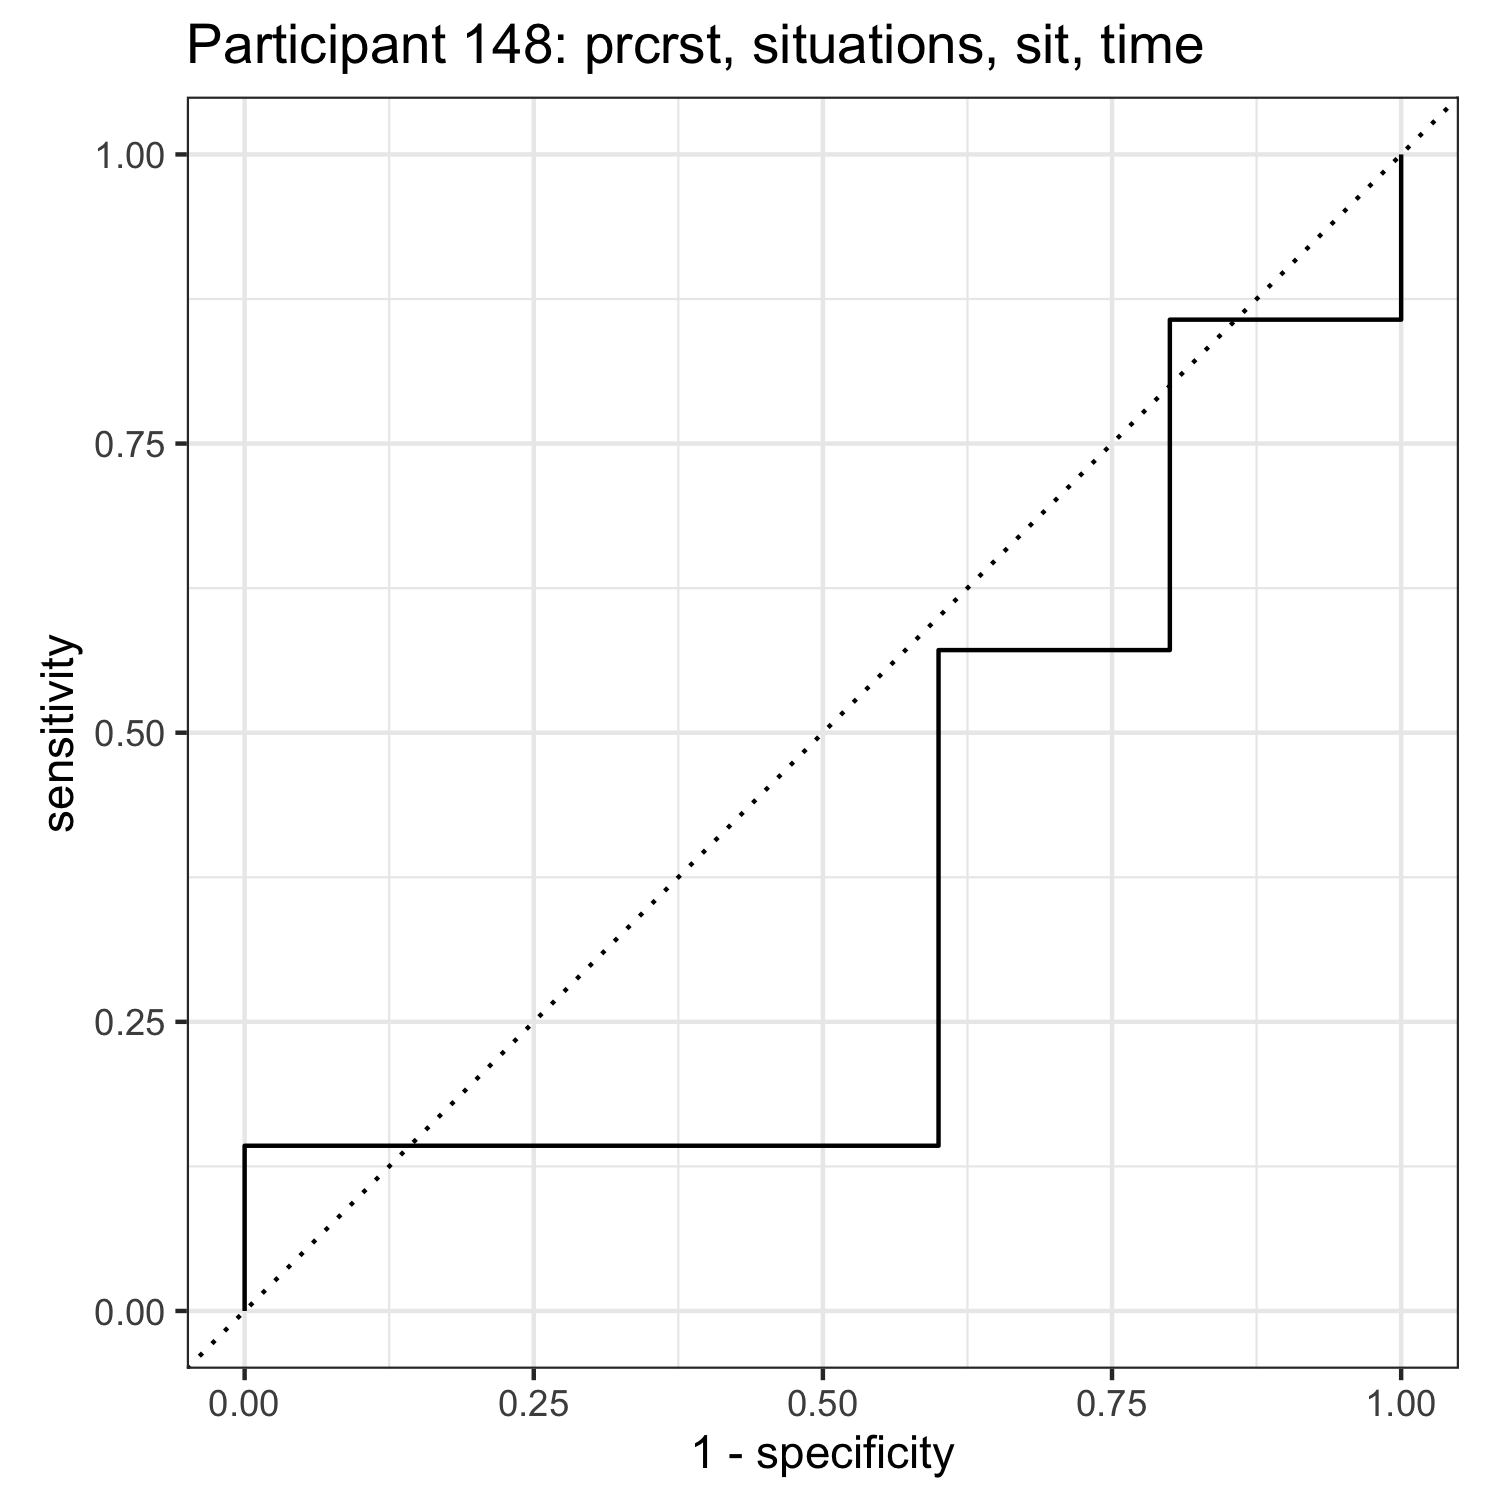 Participant 148: prcrst, situations, sit, time
1.00
0.75
0.50
0.25
0.00
sensitivity
0.00 0.25 0.50 0.75 1.00
1 - specificity